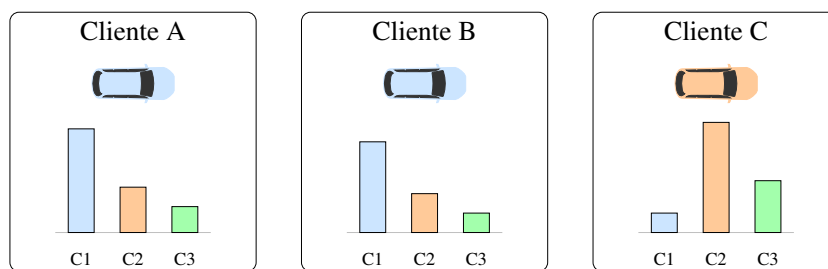 Cliente A
C1 C2 C3
Cliente B
C1 C2 C3
Cliente C
C1 C2 C3